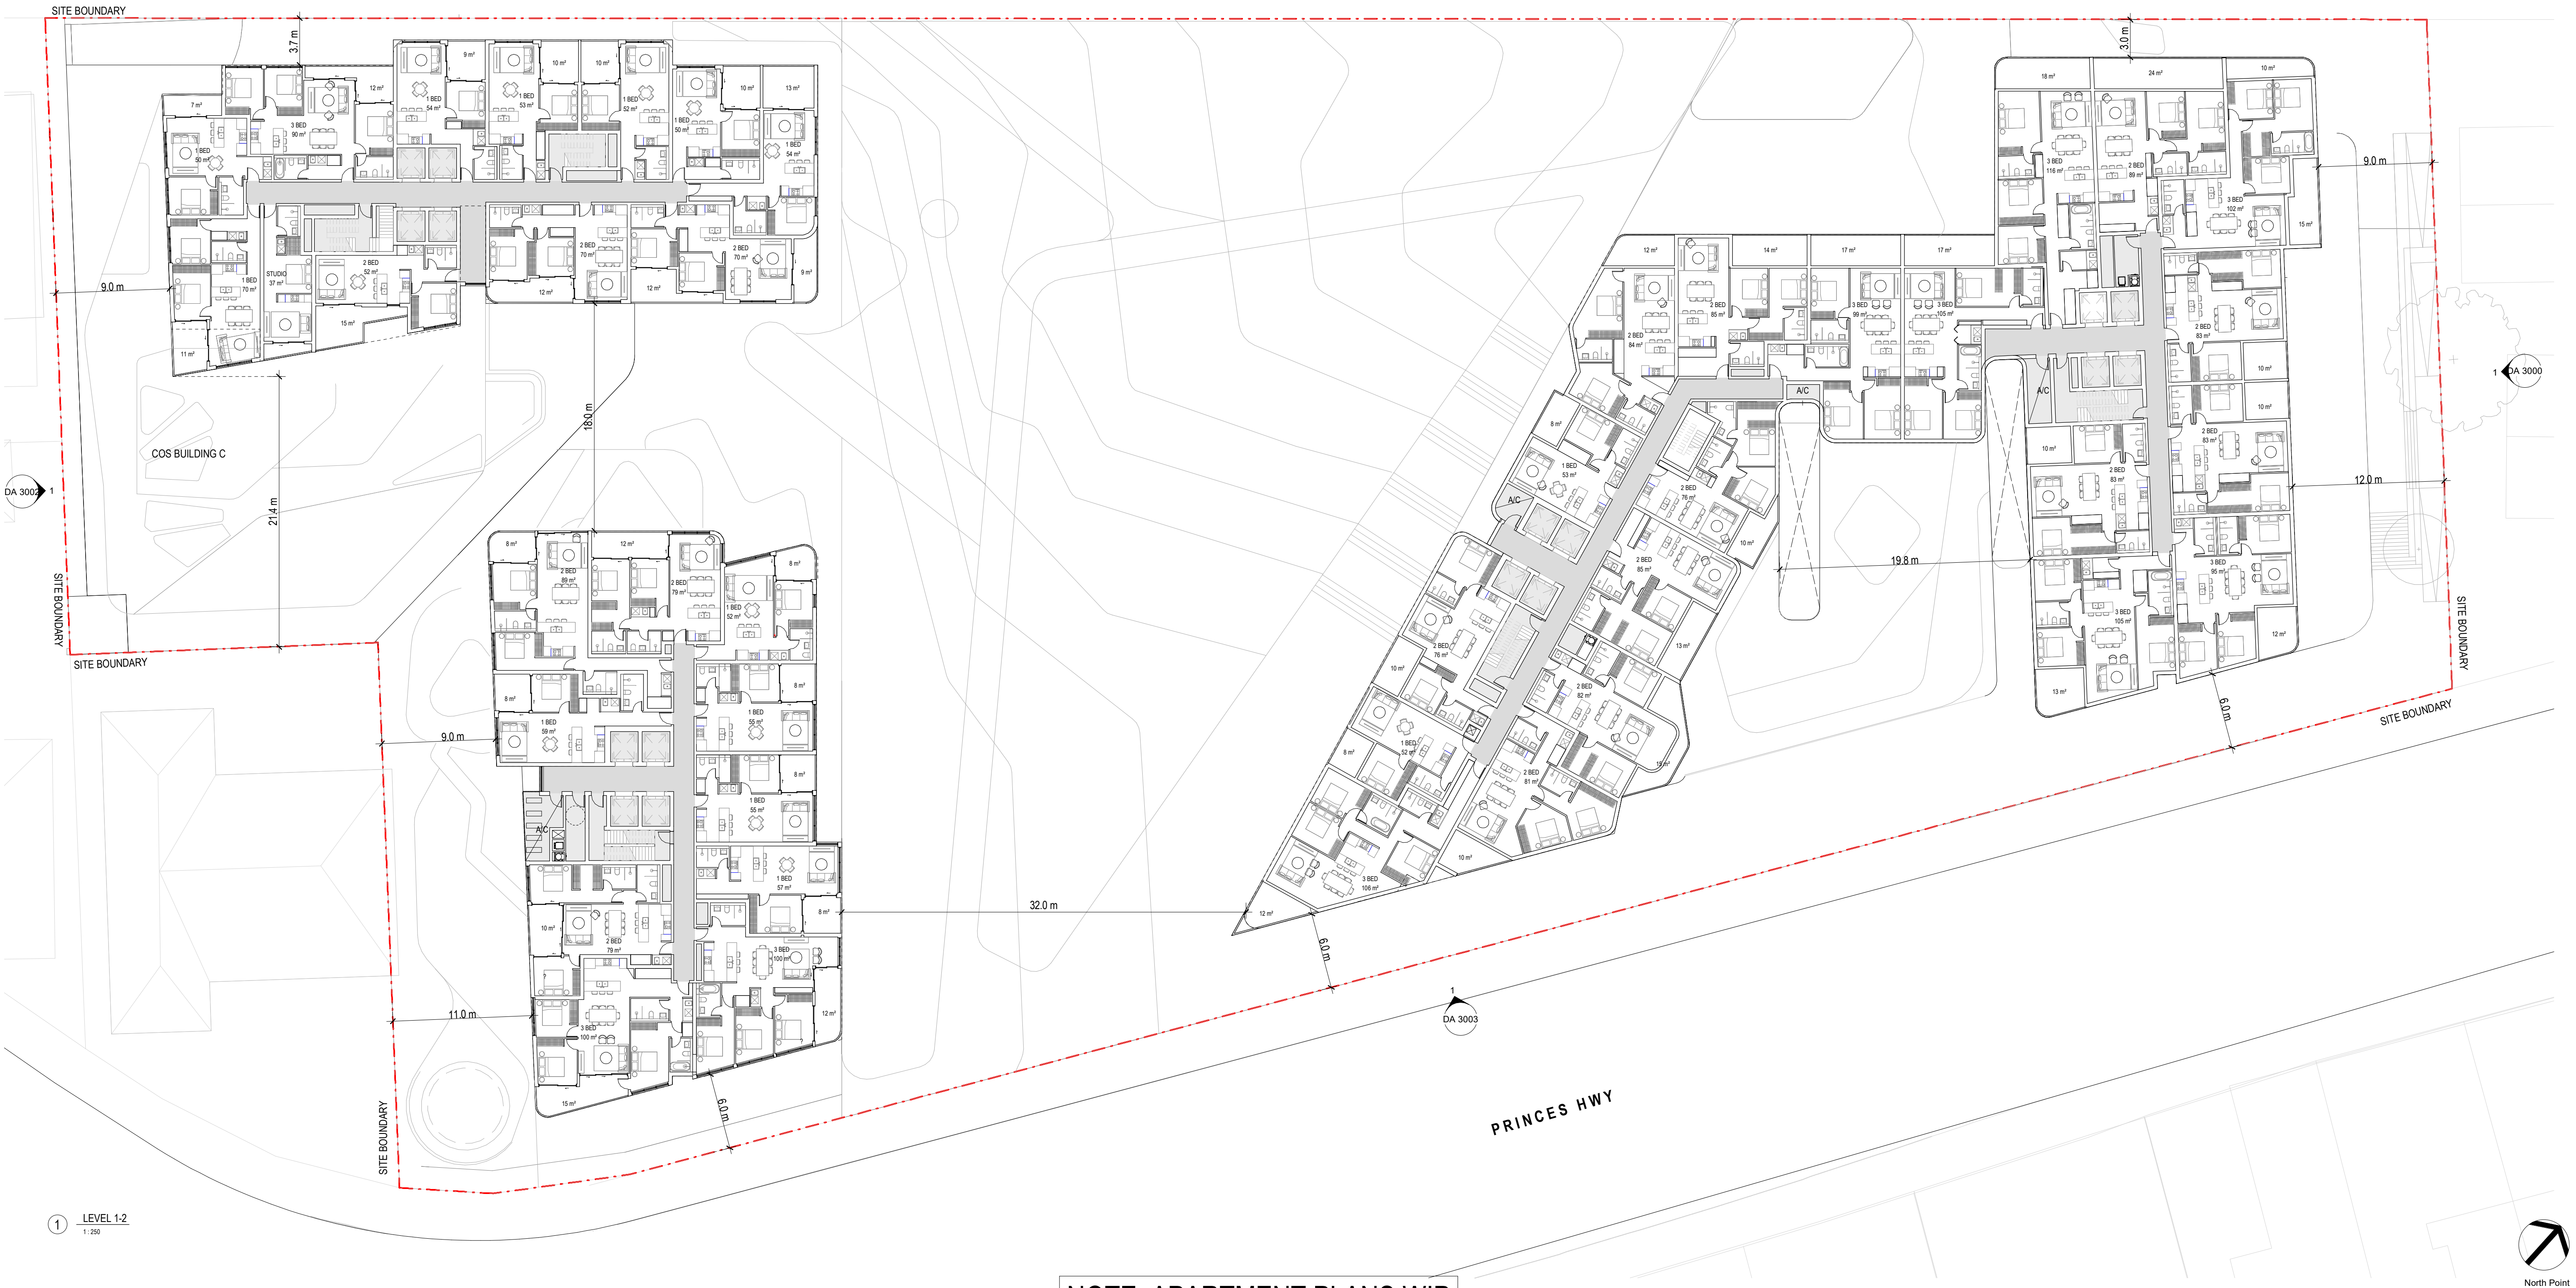 SITE BOUNDARY
3.7 m
3.0 m
9 m²
10 m²
10 m²
12 m²
7 m²
10 m²
13 m²
1 BED
54 m²
1 BED
53 m²
1 BED
52 m²
3 BED
90 m²
1 BED
50 m²
1 BED
50 m²
1 BED
54 m²
STUDIO
37 m²
1 BED
70 m²
2 BED
52 m²
2 BED
70 m²
2 BED
70 m²
9 m²
12 m²
12 m²
15 m²
11 m²
9.0 m
18.0 m
21.4 m
COS BUILDING C
DA 3002
1
SITE BOUNDARY
SITE BOUNDARY
18 m²
24 m²
10 m²
3 BED
116 m²
2 BED
89 m²
3 BED
102 m²
15 m²
9.0 m
12 m²
14 m²
17 m²
17 m²
2 BED
84 m²
2 BED
85 m²
3 BED
99 m²
3 BED
105 m²
2 BED
83 m²
10 m²
10 m²
A/C
A/C
1
DA 3000
2 BED
83 m²
10 m²
2 BED
83 m²
12.0 m
3 BED
95 m²
3 BED
105 m²
12 m²
13 m²
19.8 m
6.0 m
SITE BOUNDARY
SITE BOUNDARY
8 m²
1 BED
53 m²
A/C
2 BED
76 m²
10 m²
2 BED
85 m²
13 m²
2 BED
76 m²
10 m²
2 BED
82 m²
15 m²
1 BED
52 m²
8 m²
2 BED
81 m²
10 m²
3 BED
106 m²
12 m²
6.0 m
8 m²
12 m²
8 m²
2 BED
89 m²
2 BED
79 m²
1 BED
52 m²
8 m²
8 m²
1 BED
59 m²
1 BED
55 m²
9.0 m
8 m²
1 BED
55 m²
A/C
1 BED
57 m²
8 m²
32.0 m
10 m²
2 BED
79 m²
3 BED
100 m²
12 m²
11.0 m
3 BED
100 m²
15 m²
6.0 m
SITE BOUNDARY
1
DA 3003
PRINCES HWY
1
LEVEL 1-2
1 : 250
NOTE: APARTMENT PLANS WIP
North Point